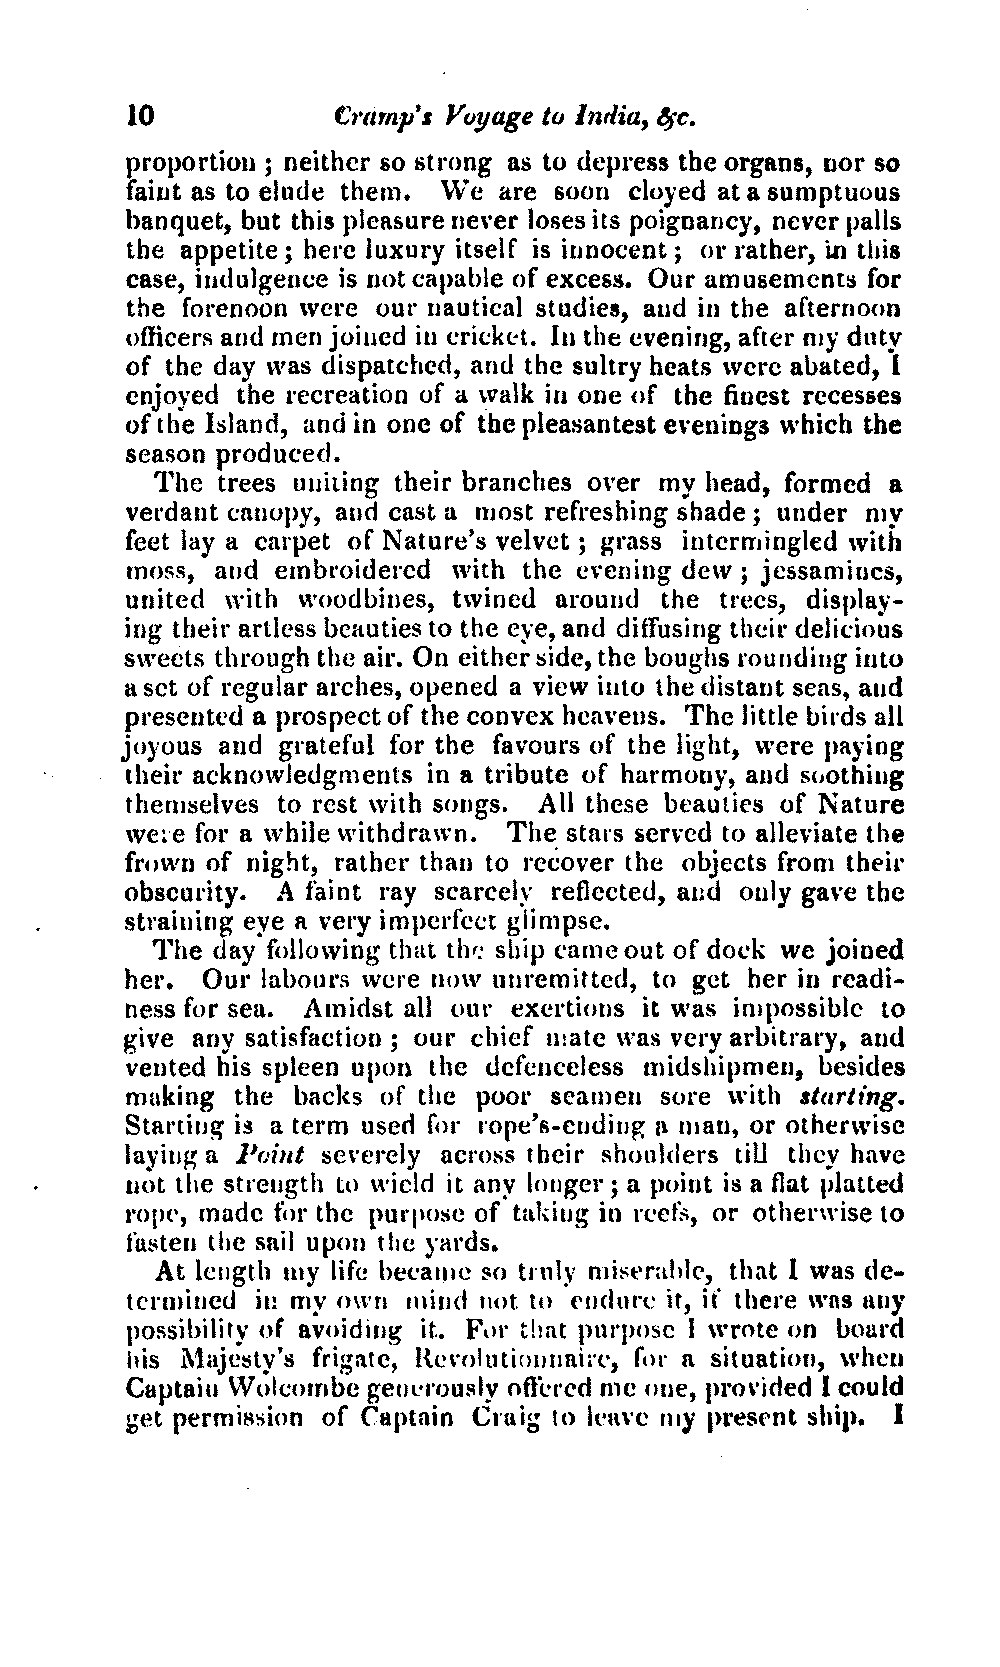 10 Cramp's Voyage to India, &c.
proportion ; neither so strong as to depress the organs, nor so
faint as to elude them. We are soon cloyed at a sumptuous
banquet, but this pleasure never loses its poignancy, never palls
the appetite ; here luxury itself is innocent ; or rather, in this
case, indulgence is not capable of excess. Our amusements for
the forenoon were our nautical studies, and in the afternoon
officers and men joined in cricket. In the evening, after my duty
of the day was dispatched, and the sultry heats were abated, I
enjoyed the recreation of a walk in one of the finest recesses
of the Island, and in one of the pleasantest evenings which the
season produced.
The trees uniting their branches over my head, formed a
verdant canopy, and cast a most refreshing shade ; under my
feet lay a carpet of Nature's velvet ; grass intermingled with
moss, and embroidered with the evening dew ; jessamines,
united with woodbines, twined around the trees, display-
ing their artless beauties to the eye, and diffusing their delicious
sweets through the air. On either side, the boughs rounding into
a set of regular arches, opened a view into the distant seas, and
presented a prospect of the convex heavens. The little birds all
joyous and grateful for the favours of the light, were paying
their acknowledgments in a tribute of harmony, and soothing
themselves to rest with songs. All these beauties of Nature
were for a while withdrawn. The stars served to alleviate the
frown of night, rather than to recover the objects from their
obscurity. A faint ray scarcely reflected, and only gave the
straining eye a very imperfect glimpse.
The day following that the ship came out of dock we joined
her. Our labours were now unremitted, to get her in readi-
ness for sea. Amidst all our exertions it was impossible to
give any satisfaction ; our chief mate was very arbitrary, and
vented his spleen upon the defenceless midshipmen, besides
making the backs of the poor seamen sore with starting.
Starting is a term used for rope's-ending a man, or otherwise
laying a Point severely across their shoulders till they have
not the strength to wield it any longer ; a point is a flat platted
rope, made for the purpose of taking in reefs, or otherwise to
fasten the sail upon the yards.
At length my life became so truly miserable, that I was de-
termined in my own mind not to endure it, if there was any
possibility of avoiding it. For that purpose I wrote on board
his Majesty's frigate, Revolutionnaire, for a situation, when
Captain Wolcombe generously offered me one, provided I could
get permission of Captain Craig to leave my present ship. I